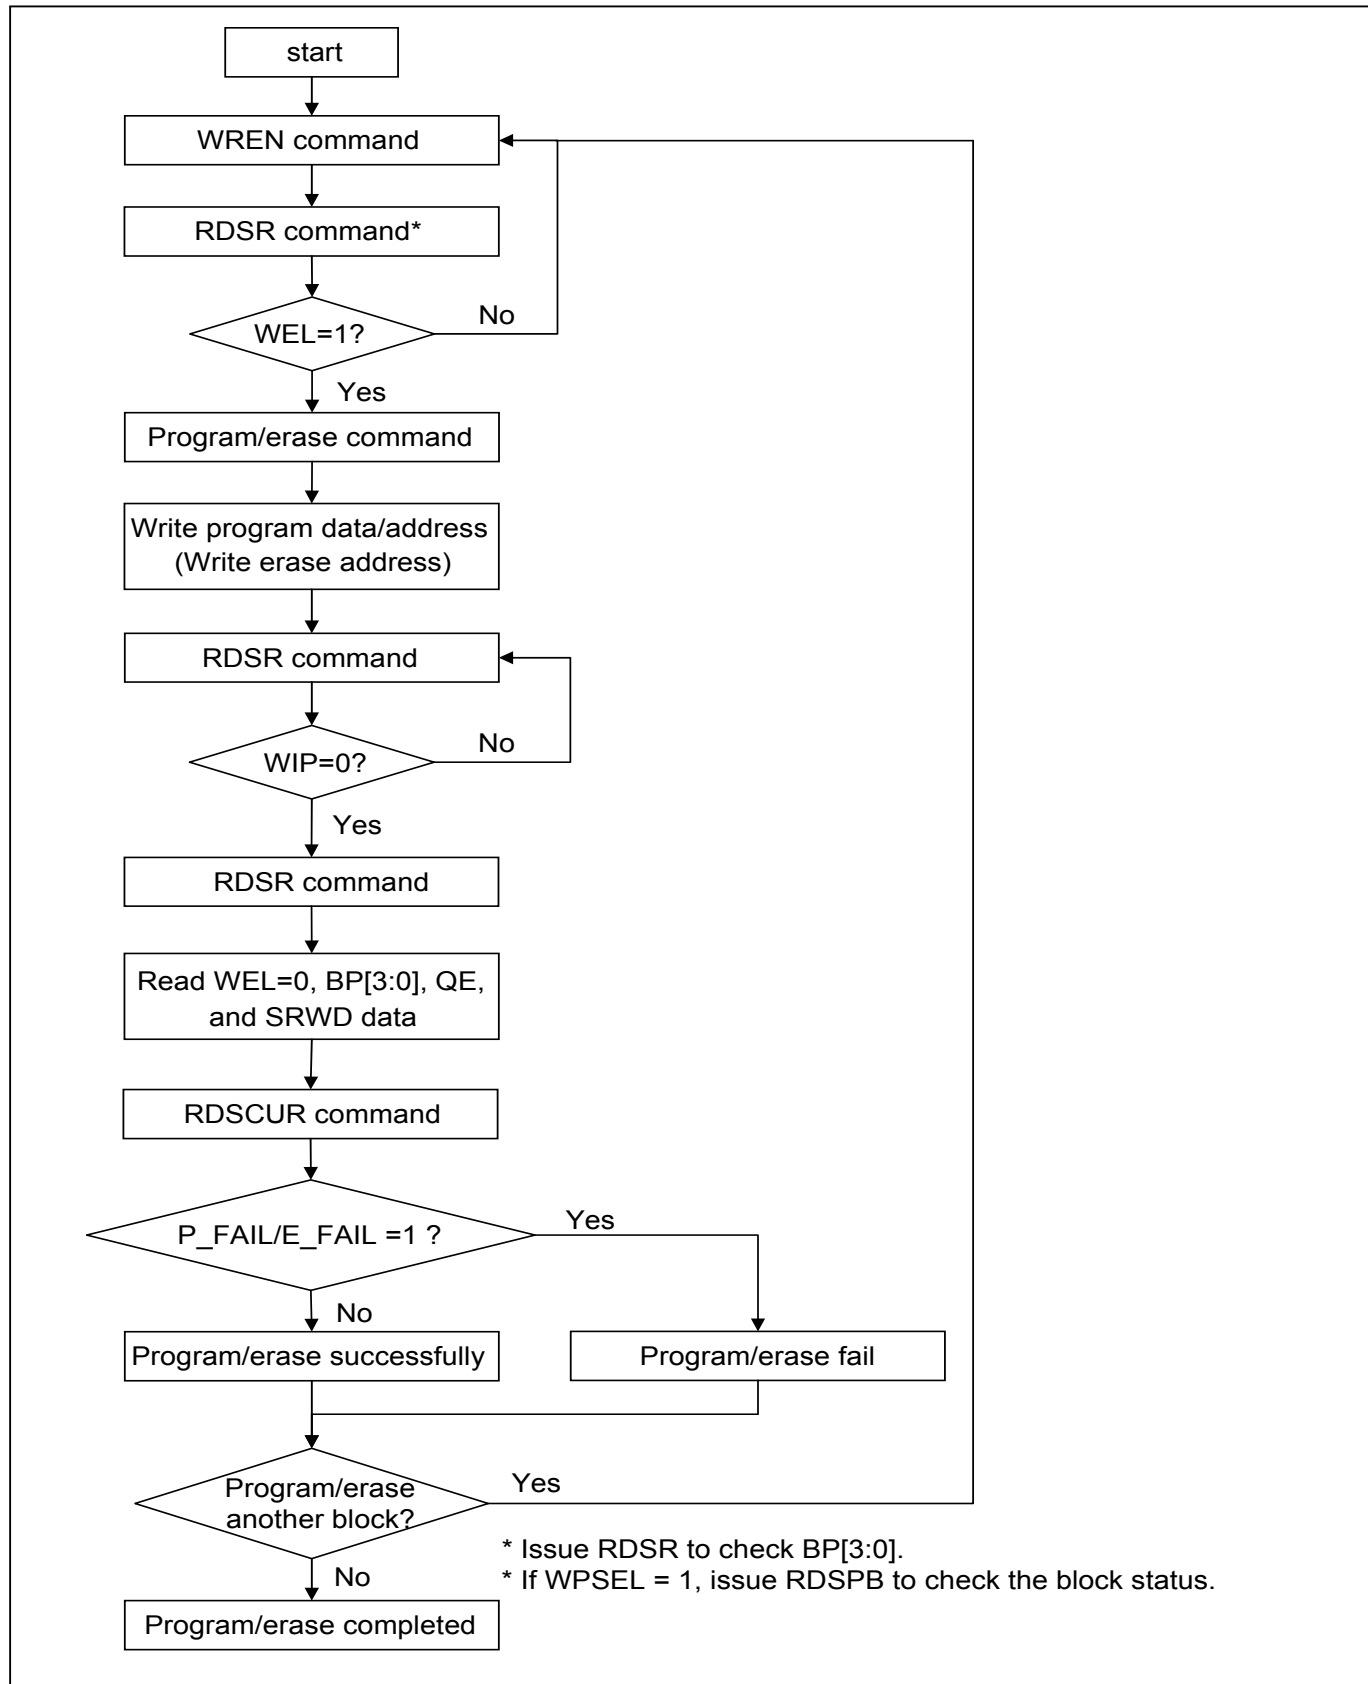 start
WREN command
RDSR command*
WEL=1?
No
Yes
Program/erase command
Write program data/address
(Write erase address)
RDSR command
WIP=0?
No
Yes
RDSR command
Read WEL=0, BP[3:0], QE,
and SRWD data
RDSCUR command
P_FAIL/E_FAIL =1 ?
Yes
No
Program/erase successfully
Program/erase fail
Program/erase
another block?
Yes
* Issue RDSR to check BP[3:0].
* If WPSEL = 1, issue RDSPB to check the block status.
No
Program/erase completed